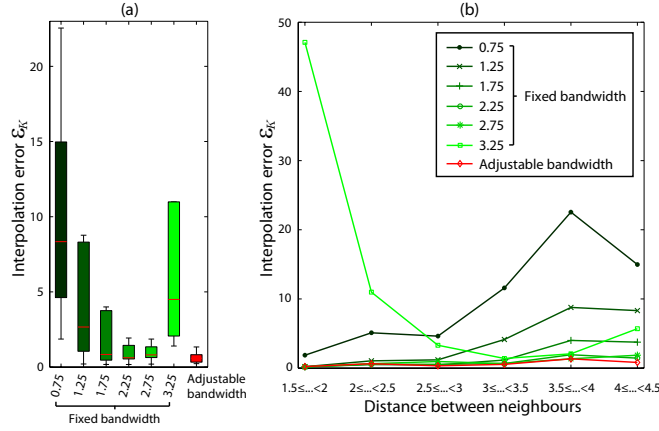 (a)
Interpolation error ε_K
20
15
10
5
0
0.75
1.25
1.75
2.25
2.75
3.25
Adjustable
bandwidth
Fixed bandwidth
(b)
Interpolation error ε_K
50
40
30
20
10
0
0.75
1.25
1.75
2.25
2.75
3.25
Fixed bandwidth
Adjustable bandwidth
1.5≤...<2
2≤...<2.5
2.5≤...<3
3≤...<3.5
3.5≤...<4
4≤...<4.5
Distance between neighbours